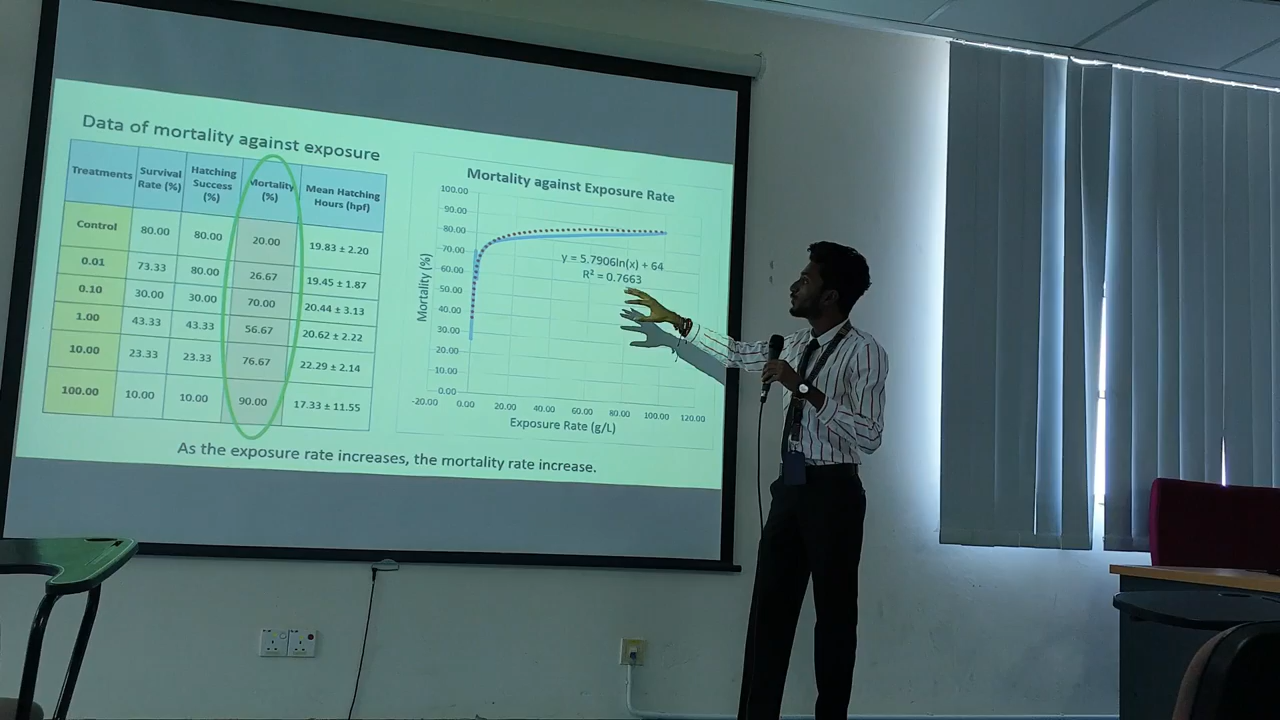 Data of mortality against exposure
Treatments Survival Hatching Mortality Mean Hatching
Rate (%) Success (%) Hours (hpf)
(%)
Control 80.00 80.00 20.00 19.83 ± 2.20
0.01 73.33 80.00 26.67 19.45 ± 1.87
0.10 30.00 30.00 70.00 20.44 ± 3.13
1.00 43.33 43.33 56.67 20.62 ± 2.22
10.00 23.33 23.33 76.67 22.29 ± 2.14
100.00 10.00 10.00 90.00 17.33 ± 11.55
Mortality against Exposure Rate
100.00
90.00
80.00
70.00
60.00
50.00
40.00
30.00
20.00
10.00
0.00
Mortality (%)
y = 5.7906ln(x) + 64
R² = 0.7663
-20.00 0.00 20.00 40.00 60.00 80.00 100.00 120.00
Exposure Rate (g/L)
As the exposure rate increases, the mortality rate increase.